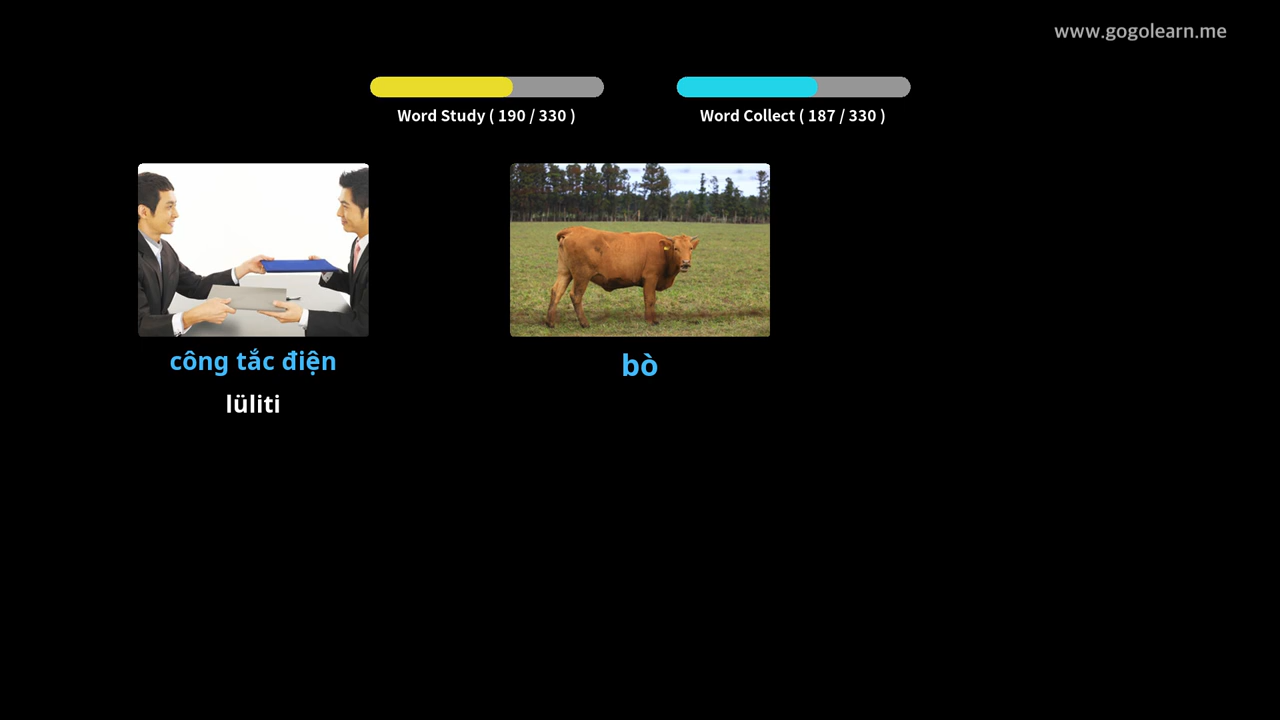 www.gogolearn.me
Word Study ( 190 / 330 )
Word Collect ( 187 / 330 )
công tắc điện
lüliti
bò